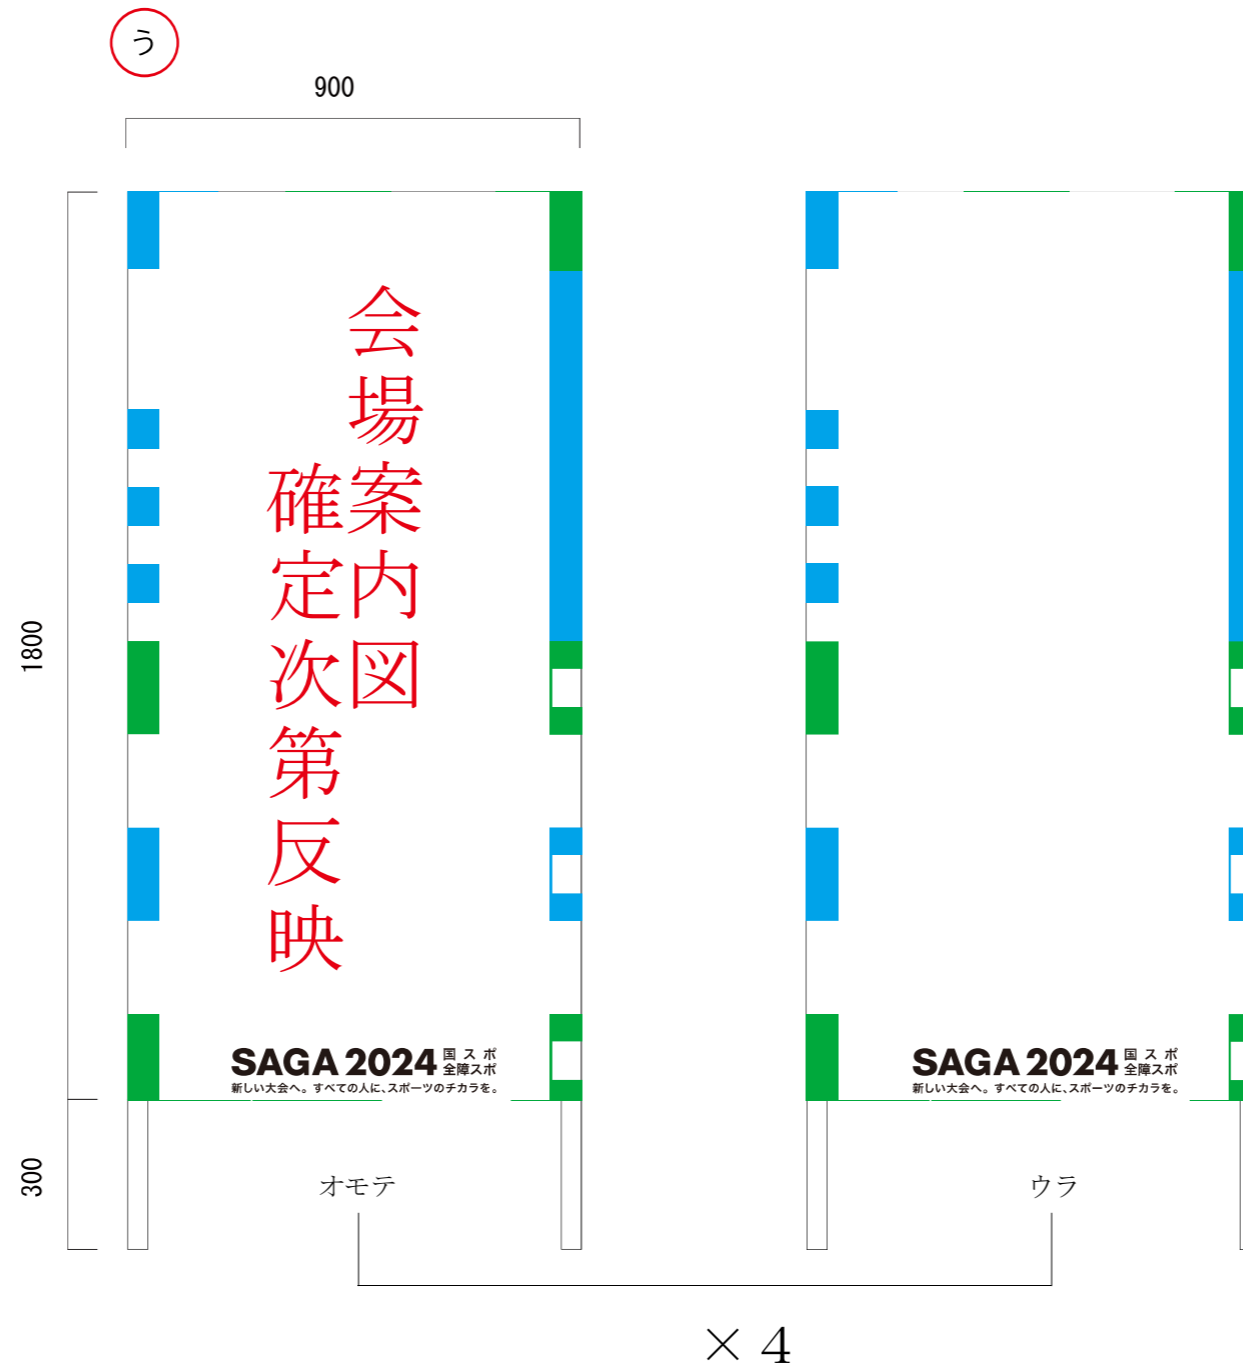 う
900
1800
300
会場案内図
確定次第反映
SAGA 2024 国スポ
全障スポ
新しい大会へ。すべての人に、スポーツのチカラを。
SAGA 2024 国スポ
全障スポ
新しい大会へ。すべての人に、スポーツのチカラを。
オモテ
ウラ
×4